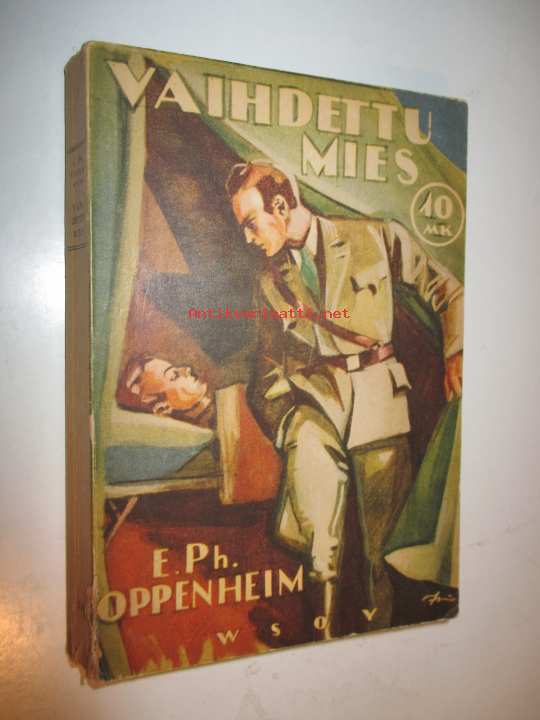 VAIHDETTU
MIES
10
MK
Antikvariaatti.net
E. Ph.
OPPENHEIM
WSOY